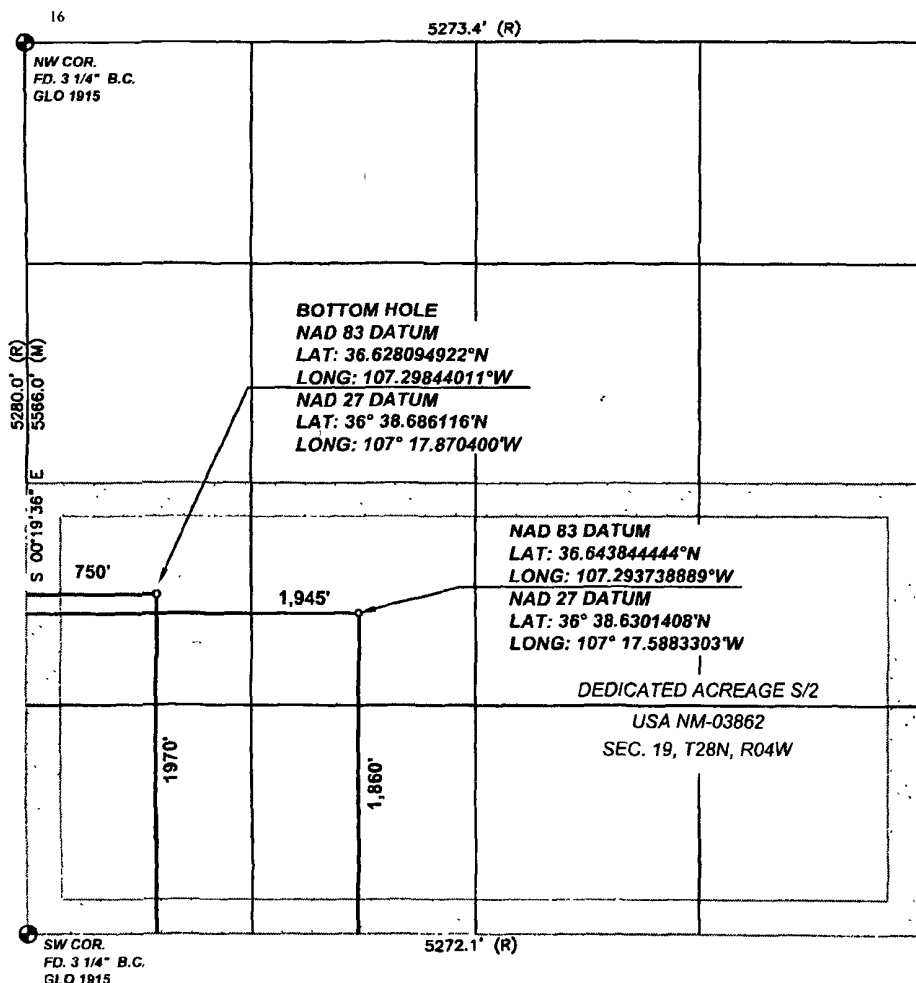 16
5273.4' (R)
NW COR.
FD. 3 1/4" B.C.
GLO 1915
BOTTOM HOLE
NAD 83 DATUM
LAT: 36.628094922°N
LONG: 107.29844011°W
NAD 27 DATUM
LAT: 36° 38.686116'N
LONG: 107° 17.870400'W
5280.0' (R)
5566.0' (M)
S 00°19'36" E
NAD 83 DATUM
LAT: 36.643844444°N
LONG: 107.293738889°W
NAD 27 DATUM
LAT: 36° 38.6301408'N
LONG: 107° 17.5883303'W
750'
1,945'
DEDICATED ACREAGE S/2
USA NM-03862
SEC. 19, T28N, R04W
1970'
1,860'
SW COR.
FD. 3 1/4" B.C.
GLO 1915
5272.1' (R)